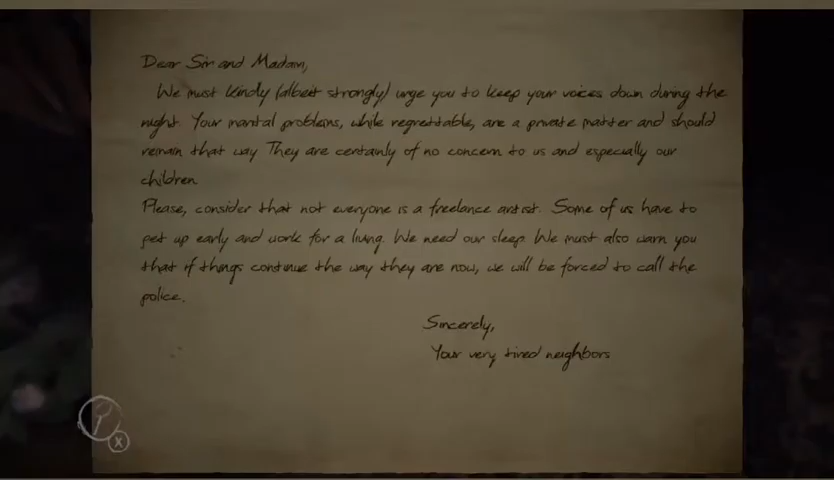 Dear Sir and Madam,
We must kindly (albeit strongly) urge you to keep your voices down during the
night. Your marital problems, while regrettable, are a private matter and should
remain that way. They are certainly of no concern to us and especially our
children.
Please, consider that not everyone is a freelance artist. Some of us have to
get up early and work for a living. We need our sleep. We must also warn you
that if things continue the way they are now, we will be forced to call the
police.
Sincerely,
Your very tired neighbors
X